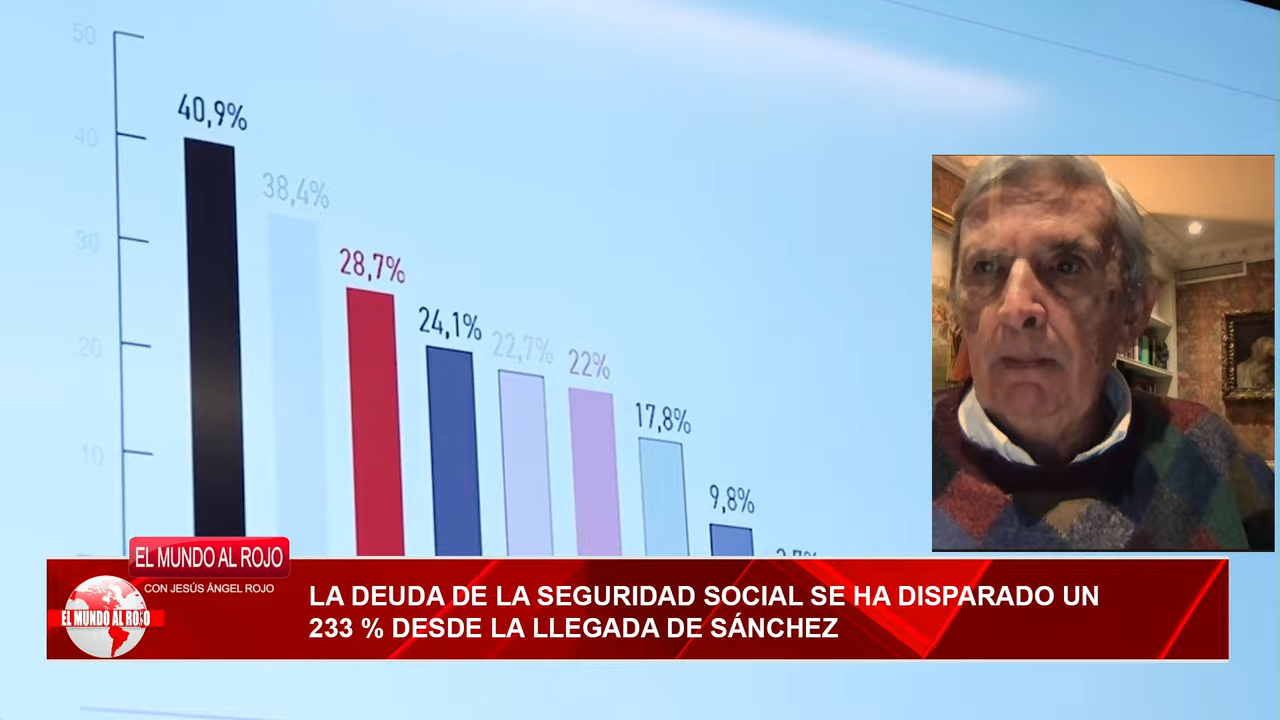 50
40,9%
40
38,4%
30
28,7%
24,1%
22,7%
22%
20
17,8%
10
9,8%
EL MUNDO AL ROJO
CON JESÚS ÁNGEL ROJO
EL MUNDO AL ROJO
LA DEUDA DE LA SEGURIDAD SOCIAL SE HA DISPARADO UN
233 % DESDE LA LLEGADA DE SÁNCHEZ